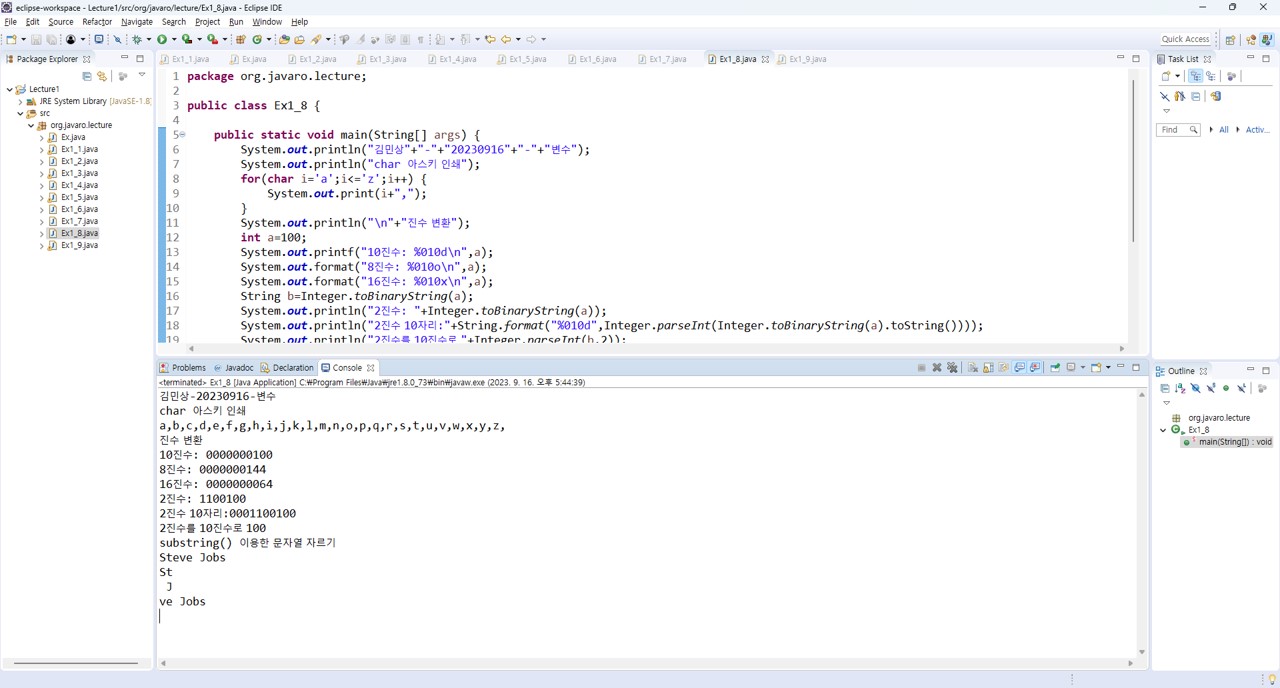 eclipse-workspace - Lecture1/src/org/javaro/lecture/Ex1_8.java - Eclipse IDE
File Edit Source Refactor Navigate Search Project Run Window Help
Quick Access
Package Explorer
Lecture1
JRE System Library [JavaSE-1.8]
src
org.javaro.lecture
Ex.java
Ex1_1.java
Ex1_2.java
Ex1_3.java
Ex1_4.java
Ex1_5.java
Ex1_6.java
Ex1_7.java
Ex1_8.java
Ex1_9.java
Ex1_1.java Ex.java Ex1_2.java Ex1_3.java Ex1_4.java Ex1_5.java Ex1_6.java Ex1_7.java Ex1_8.java Ex1_9.java
1 package org.javaro.lecture;
2
3 public class Ex1_8 {
4
5 public static void main(String[] args) {
6 System.out.println("김민상"+"-"+"20230916"+"-"+"변수");
7 System.out.println("char 아스키 인쇄");
8 for(char i='a';i<='z';i++) {
9 System.out.print(i+",");
10 }
11 System.out.println("\n"+"진수 변환");
12 int a=100;
13 System.out.printf("10진수: %010d\n",a);
14 System.out.format("8진수: %010o\n",a);
15 System.out.format("16진수: %010x\n",a);
16 String b=Integer.toBinaryString(a);
17 System.out.println("2진수: "+Integer.toBinaryString(a));
18 System.out.println("2진수 10자리:"+String.format("%010d",Integer.parseInt(Integer.toBinaryString(a).toString())));
19 System.out.println("2진수를 10진수로 "+Integer.parseInt(b,2));
Problems Javadoc Declaration Console
<terminated> Ex1_8 [Java Application] C:₩Program Files₩Java₩jre1.8.0_73₩bin₩javaw.exe (2023. 9. 16. 오후 5:44:39)
김민상-20230916-변수
char 아스키 인쇄
a,b,c,d,e,f,g,h,i,j,k,l,m,n,o,p,q,r,s,t,u,v,w,x,y,z,
진수 변환
10진수: 0000000100
8진수: 0000000144
16진수: 0000000064
2진수: 1100100
2진수 10자리:0001100100
2진수를 10진수로 100
substring() 이용한 문자열 자르기
Steve Jobs
St
J
ve Jobs
Task List
Find All Activ...
Outline
org.javaro.lecture
Ex1_8
main(String[]) : void